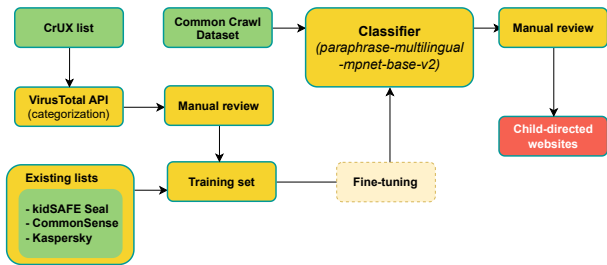 CrUX list
Common Crawl
Dataset
Classifier
(paraphrase-multilingual
-mpnet-base-v2)
Manual review
VirusTotal API
(categorization)
Manual review
Child-directed
websites
Existing lists
- kidSAFE Seal
- CommonSense
- Kaspersky
Training set
Fine-tuning